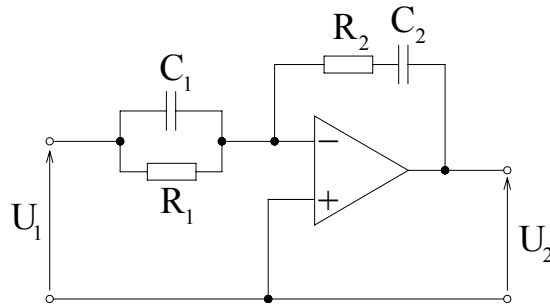 R₂ C₂
C₁
−
R₁ +
U₁ U₂